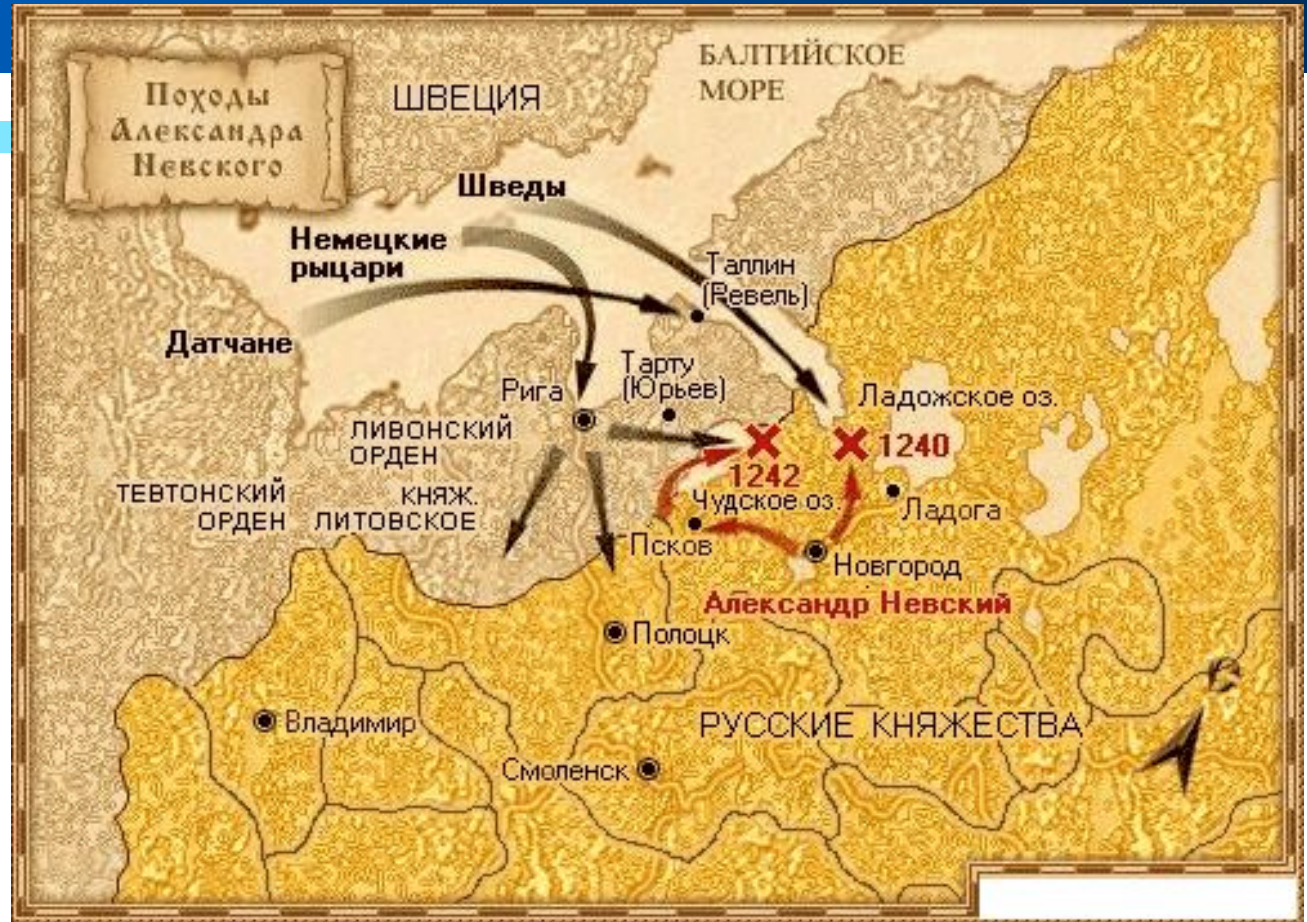 Походы
Александра
Невского
ШВЕЦИЯ
БАЛТИЙСКОЕ
МОРЕ
Шведы
Немецкие
рыцари
Датчане
Таллин
(Ревель)
Тарту
(Юрьев)
Рига
Ладожское оз.
ЛИВОНСКИЙ
ОРДЕН
1240
1242
ТЕВТОНСКИЙ
ОРДЕН
КНЯЖ.
ЛИТОВСКОЕ
Чудское оз.
Ладога
Псков
Новгород
Александр Невский
Полоцк
Владимир
РУССКИЕ КНЯЖЕСТВА
Смоленск
С